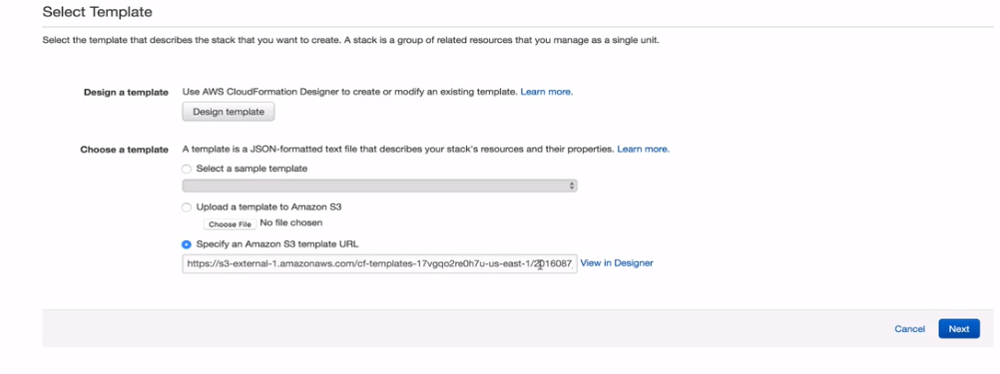 Select Template
Select the template that describes the stack that you want to create. A stack is a group of related resources that you manage as a single unit.
Design a template Use AWS CloudFormation Designer to create or modify an existing template. Learn more.
Design template
Choose a template A template is a JSON-formatted text file that describes your stack's resources and their properties. Learn more.
Select a sample template
Upload a template to Amazon S3
Choose File No file chosen
Specify an Amazon S3 template URL
https://s3-external-1.amazonaws.com/cf-templates-17vgqo2re0h7u-us-east-1/2016087 View in Designer
Cancel Next